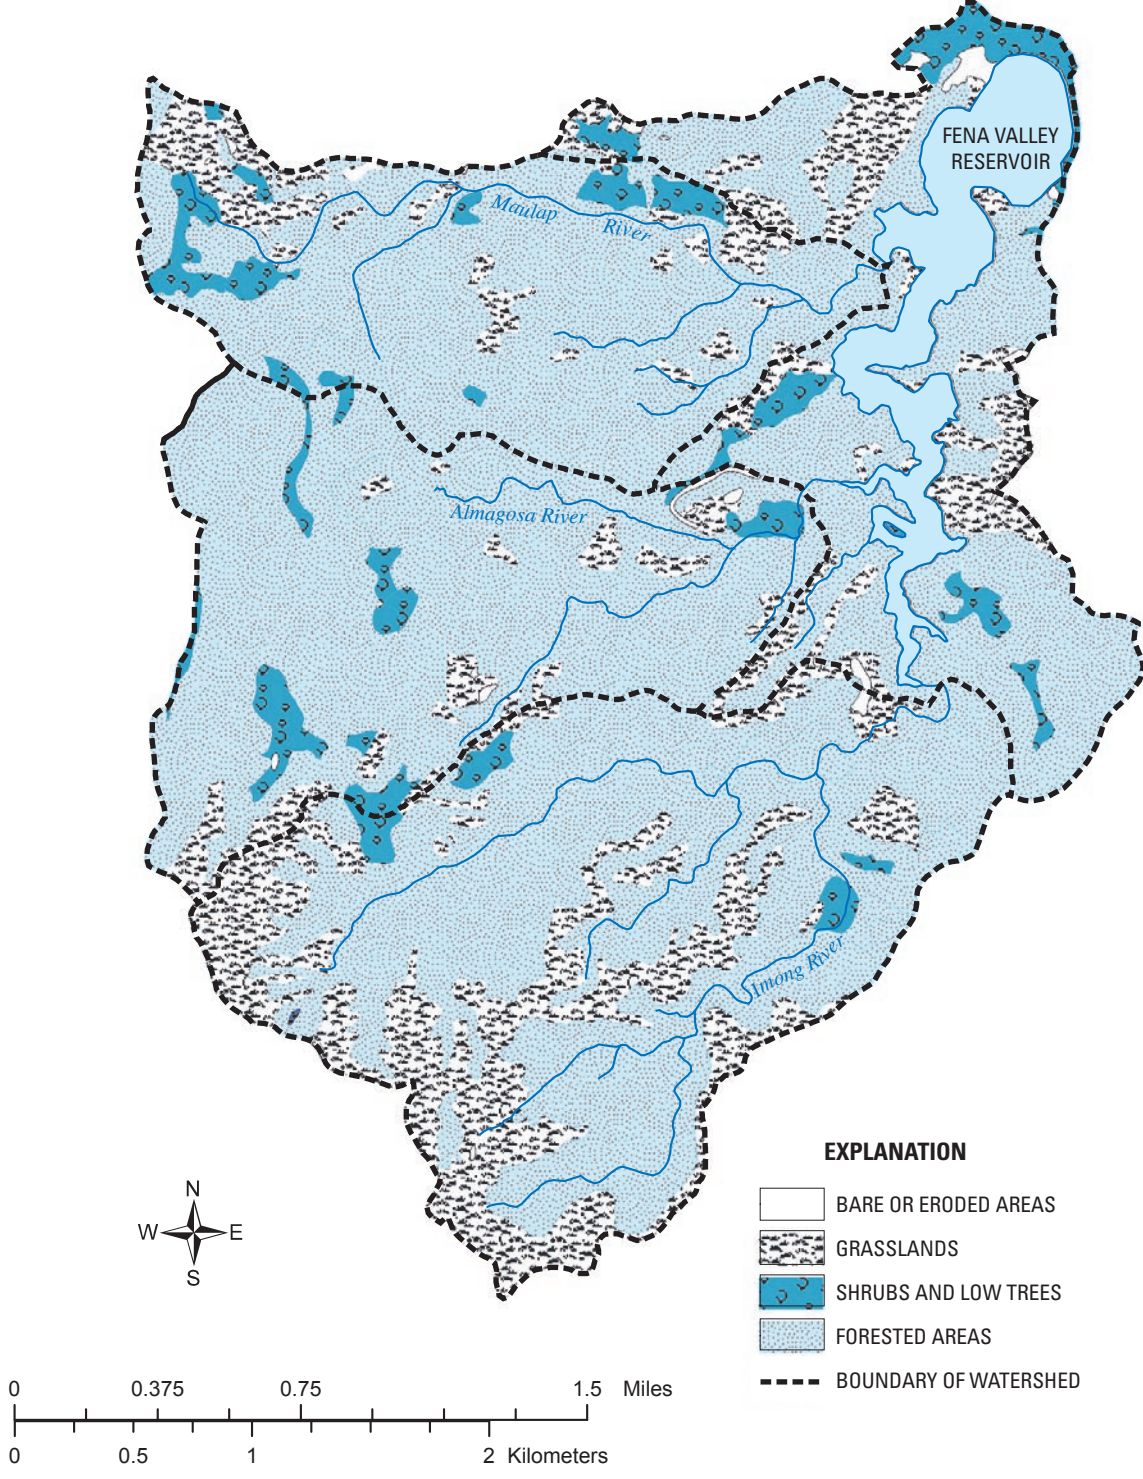 FENA VALLEY
RESERVOIR
Maulap
River
Almagosa River
Imong River
EXPLANATION
BARE OR ERODED AREAS
GRASSLANDS
SHRUBS AND LOW TREES
FORESTED AREAS
BOUNDARY OF WATERSHED
N
W E
S
0 0.375 0.75 1.5 Miles
0 0.5 1 2 Kilometers